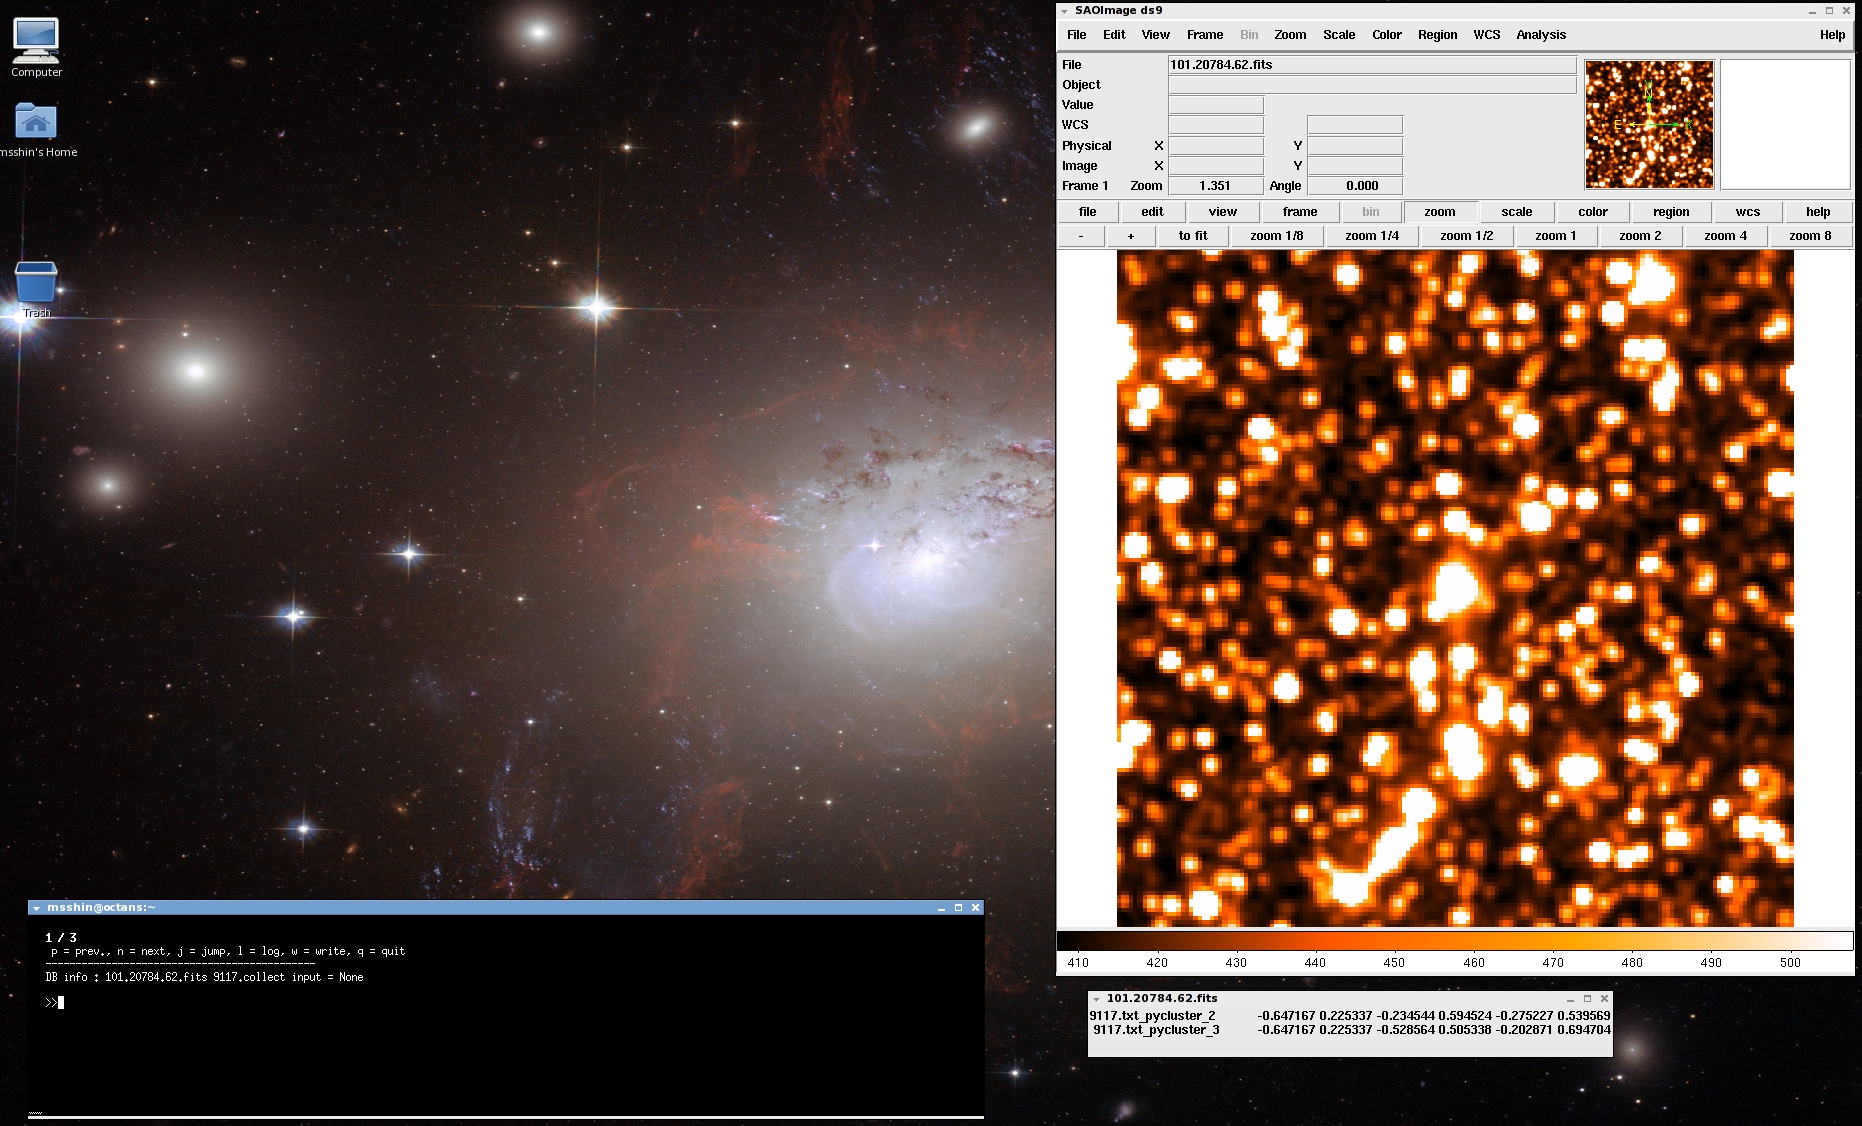 Computer
msshin's Home
Trash
SAOImage ds9
File Edit View Frame Bin Zoom Scale Color Region WCS Analysis Help
File 101.20784.62.fits
Object
Value
WCS
Physical X Y
Image X Y
Frame 1 Zoom 1.351 Angle 0.000
N
E
file edit view frame bin zoom scale color region wcs help
- + to fit zoom 1/8 zoom 1/4 zoom 1/2 zoom 1 zoom 2 zoom 4 zoom 8
410 420 430 440 450 460 470 480 490 500
msshin@octans:~
1 / 3
p = prev., n = next, j = jump, l = log, w = write, q = quit
---------------------------------------------
DB info : 101.20784.62.fits 9117.collect input = None
>>
101.20784.62.fits
9117.txt_pycluster_2 -0.647167 0.225337 -0.234544 0.594524 -0.275227 0.539569
9117.txt_pycluster_3 -0.647167 0.225337 -0.528564 0.505338 -0.202871 0.694704